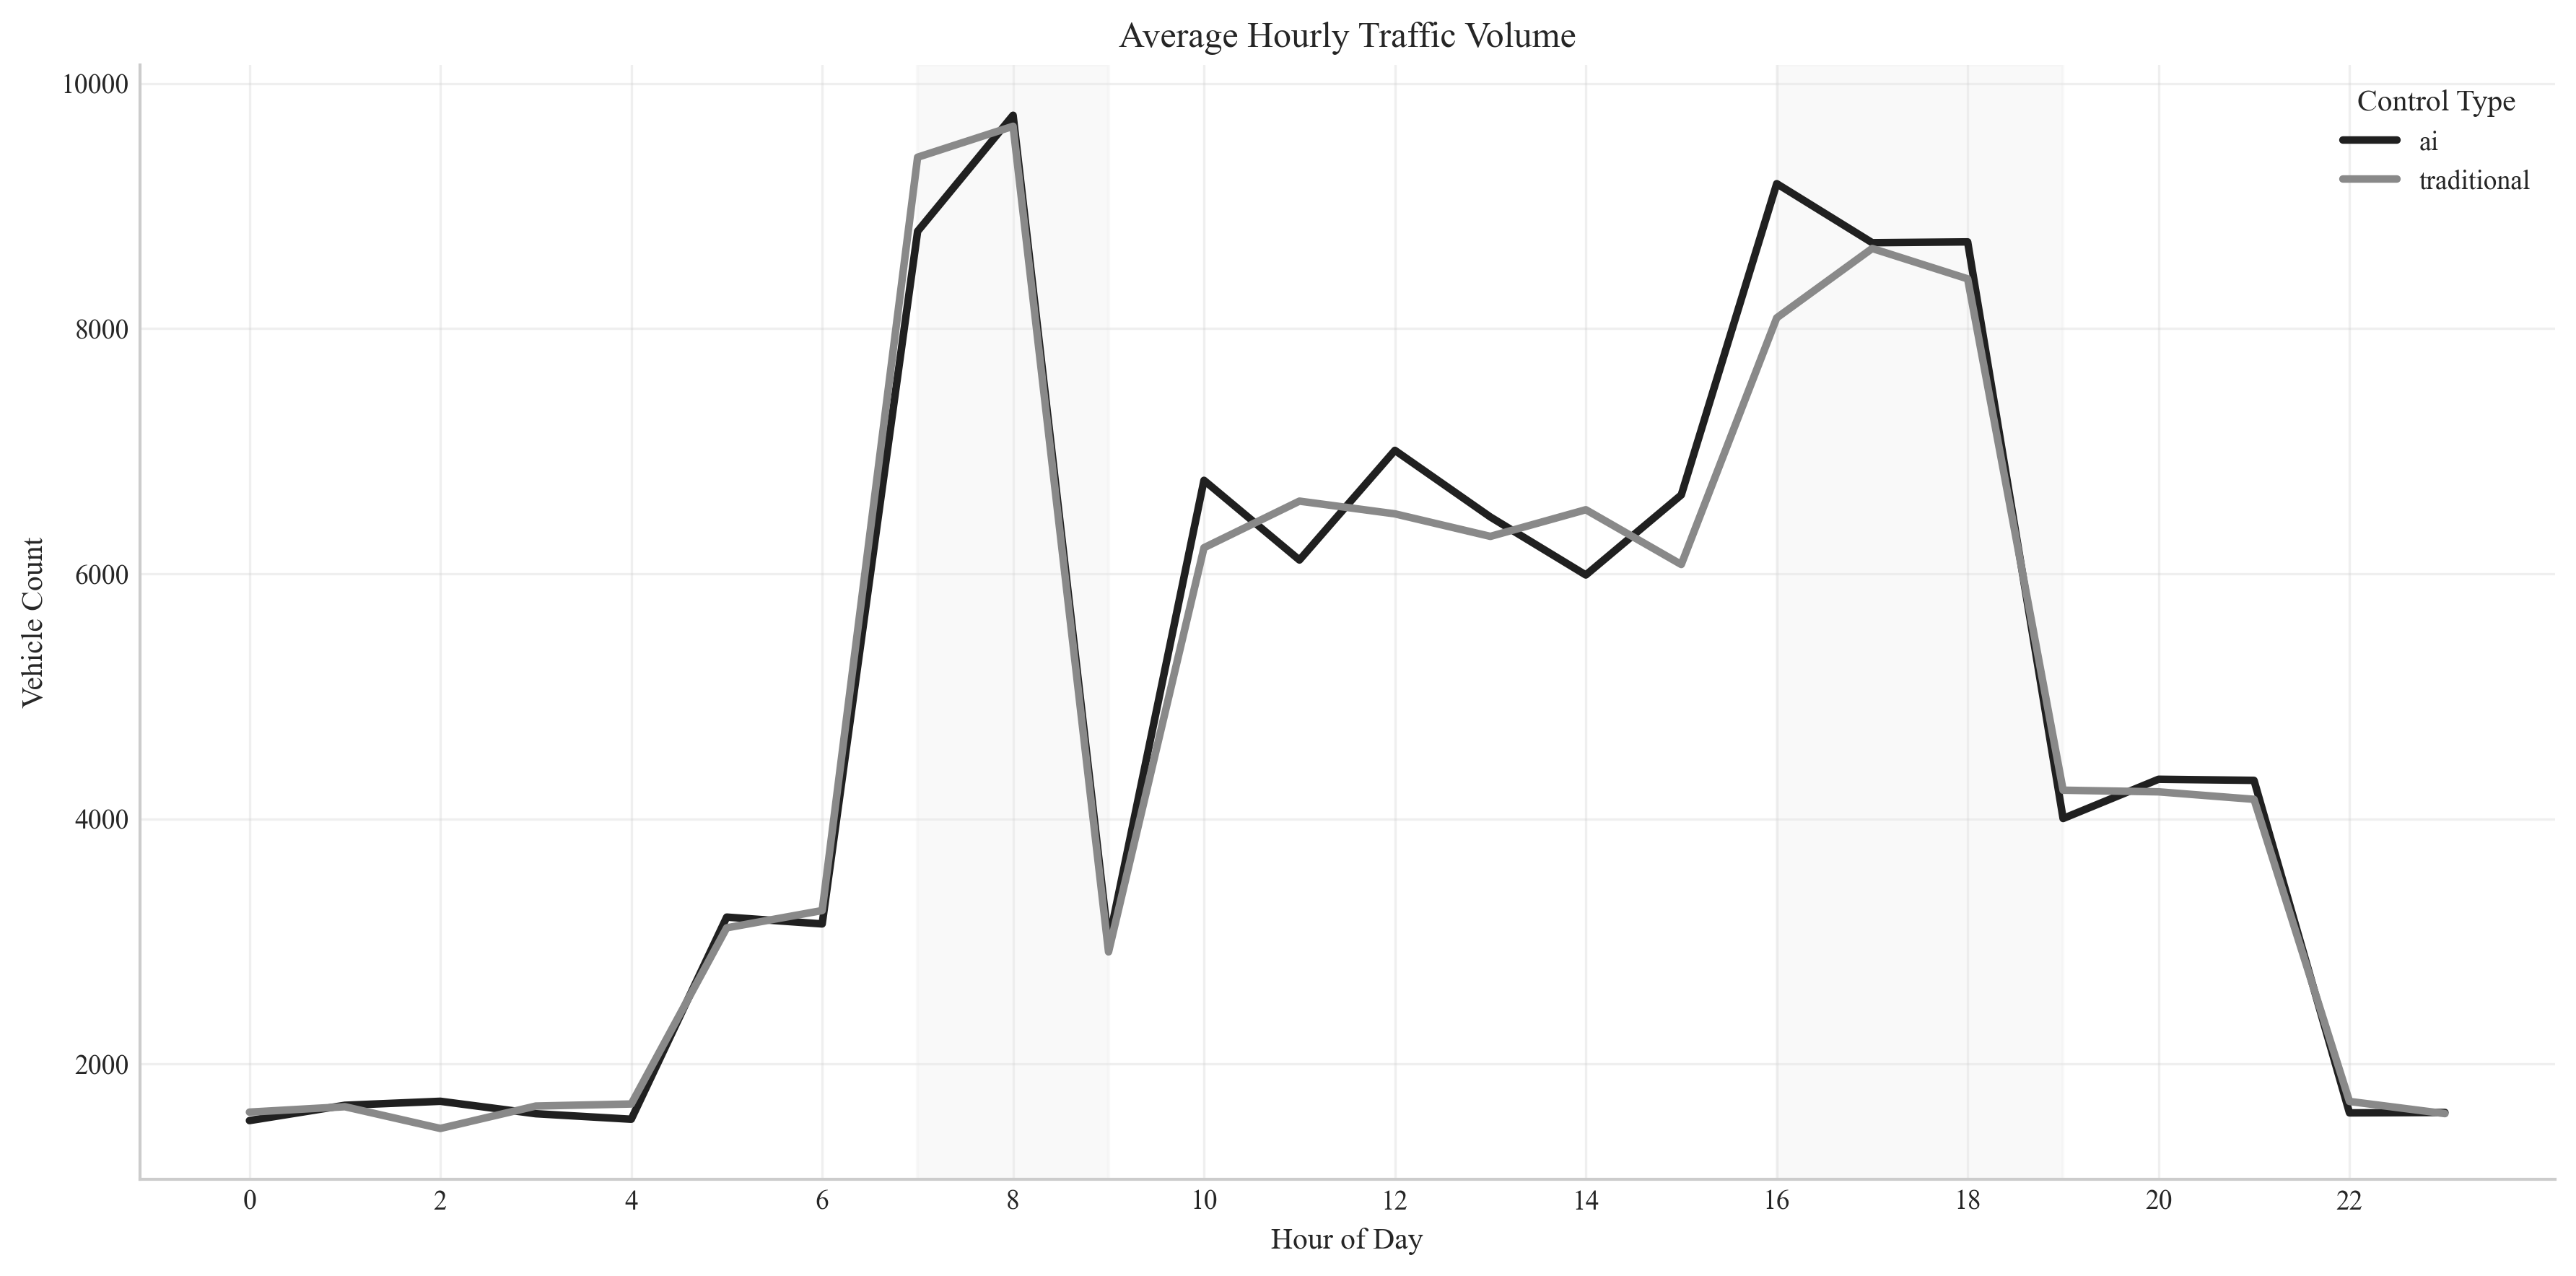 Average Hourly Traffic Volume
Control Type
ai
traditional
Vehicle Count
10000
8000
6000
4000
2000
0 2 4 6 8 10 12 14 16 18 20 22
Hour of Day